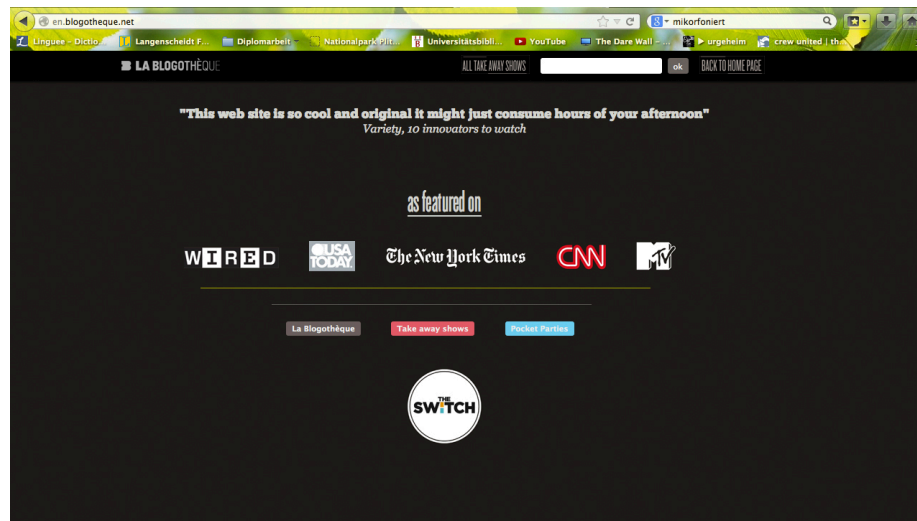 en.blogotheque.net
mikorfoniert
Linguee – Dictio... Langenscheidt F... Diplomarbeit Nationalpark Plit... Universitätsbibli... YouTube The Dare Wall – ... urgeheim crew united | th
LA BLOGOTHÈQUE ALL TAKE AWAY SHOWS ok BACK TO HOME PAGE
"This web site is so cool and original it might just consume hours of your afternoon"
Variety, 10 innovators to watch
as featured on
WIRED USA TODAY. The New York Times CNN MTV
La Blogothèque Take away shows Pocket Parties
THE
SWITCH